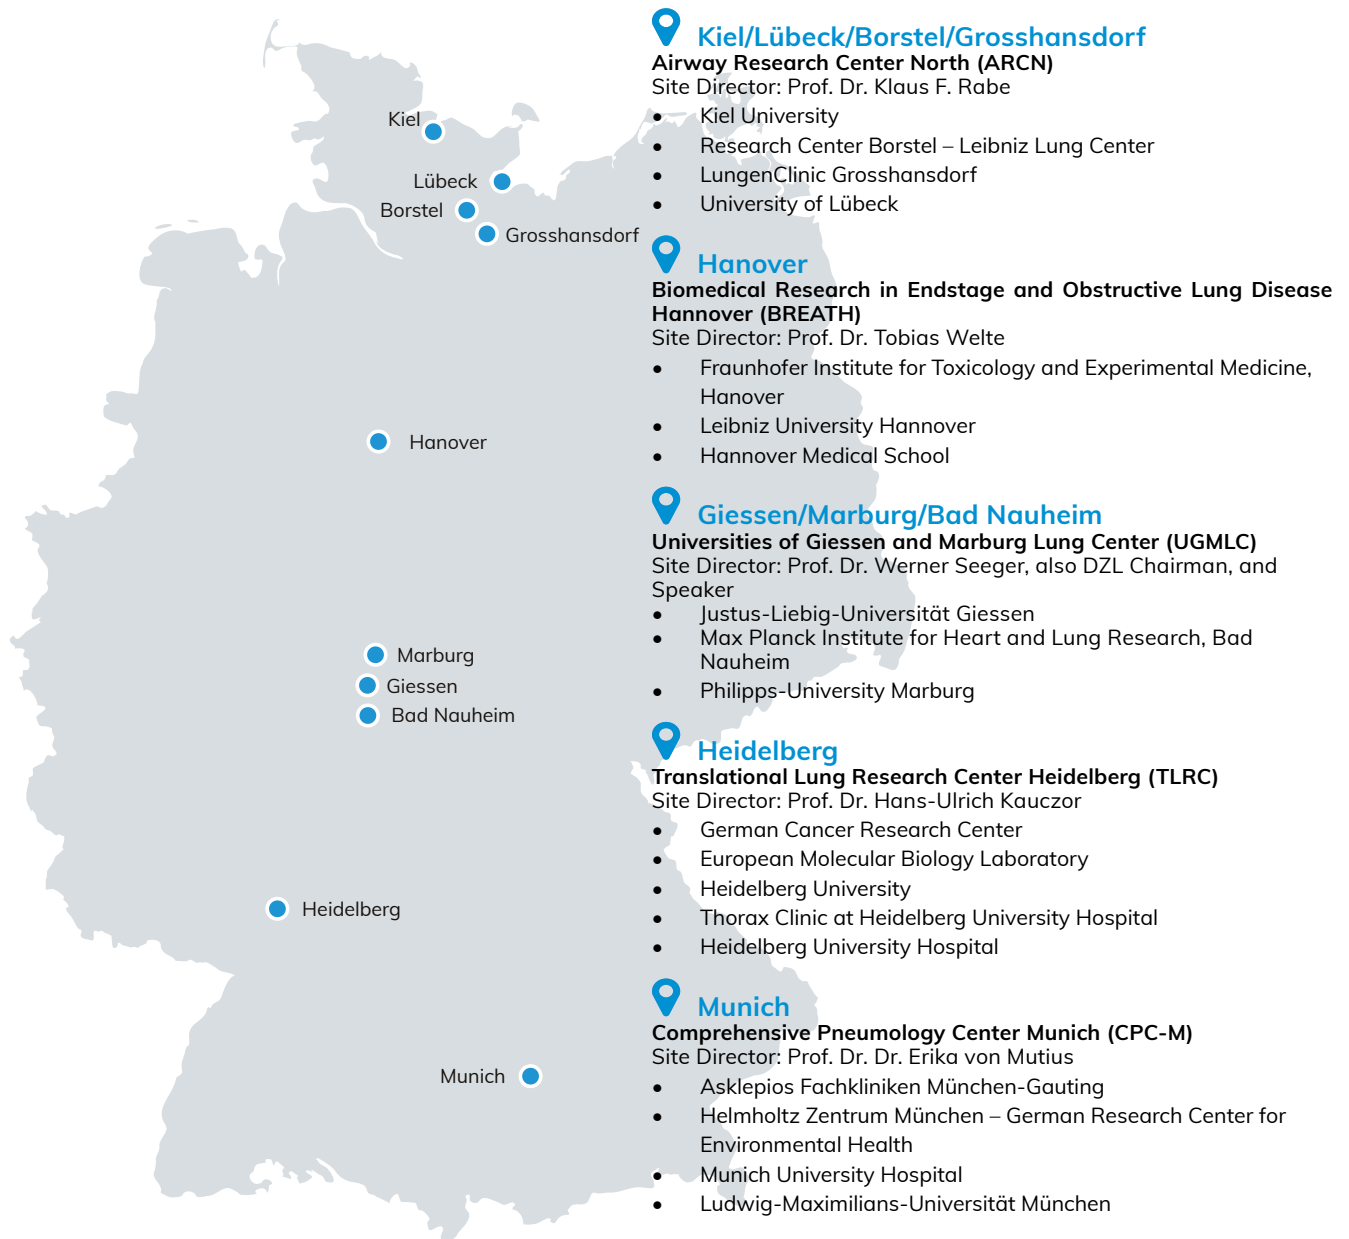 Kiel
Lübeck
Borstel
Grosshansdorf
Hanover
Marburg
Giessen
Bad Nauheim
Heidelberg
Munich
Kiel/Lübeck/Borstel/Grosshansdorf
Airway Research Center North (ARCN)
Site Director: Prof. Dr. Klaus F. Rabe
• Kiel University
• Research Center Borstel – Leibniz Lung Center
• LungenClinic Grosshansdorf
• University of Lübeck
Hanover
Biomedical Research in Endstage and Obstructive Lung Disease
Hannover (BREATH)
Site Director: Prof. Dr. Tobias Welte
• Fraunhofer Institute for Toxicology and Experimental Medicine,
Hanover
• Leibniz University Hannover
• Hannover Medical School
Giessen/Marburg/Bad Nauheim
Universities of Giessen and Marburg Lung Center (UGMLC)
Site Director: Prof. Dr. Werner Seeger, also DZL Chairman, and
Speaker
• Justus-Liebig-Universität Giessen
• Max Planck Institute for Heart and Lung Research, Bad
Nauheim
• Philipps-University Marburg
Heidelberg
Translational Lung Research Center Heidelberg (TLRC)
Site Director: Prof. Dr. Hans-Ulrich Kauczor
• German Cancer Research Center
• European Molecular Biology Laboratory
• Heidelberg University
• Thorax Clinic at Heidelberg University Hospital
• Heidelberg University Hospital
Munich
Comprehensive Pneumology Center Munich (CPC-M)
Site Director: Prof. Dr. Dr. Erika von Mutius
• Asklepios Fachkliniken München-Gauting
• Helmholtz Zentrum München – German Research Center for
Environmental Health
• Munich University Hospital
• Ludwig-Maximilians-Universität München